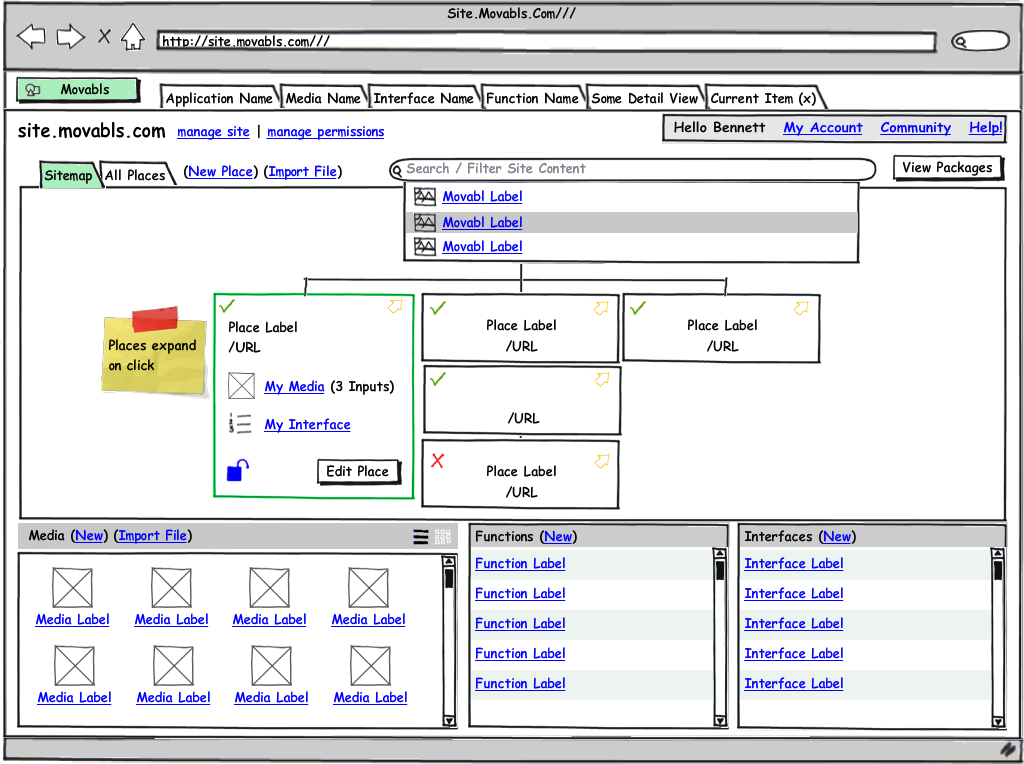 Site.Movabls.Com///
http://site.movabls.com///
Movabls
Application Name
Media Name
Interface Name
Function Name
Some Detail View
Current Item (x)
site.movabls.com manage site | manage permissions
Hello Bennett My Account Community Help!
Sitemap
All Places
(New Place) (Import File)
Search / Filter Site Content
View Packages
Movabl Label
Movabl Label
Movabl Label
Places expand
on click
Place Label
/URL
My Media (3 Inputs)
1
2
3
My Interface
Edit Place
Place Label
/URL
Place Label
/URL
/URL
Place Label
/URL
Media (New) (Import File)
Media Label Media Label Media Label Media Label
Media Label Media Label Media Label Media Label
Functions (New)
Function Label
Function Label
Function Label
Function Label
Function Label
Interfaces (New)
Interface Label
Interface Label
Interface Label
Interface Label
Interface Label